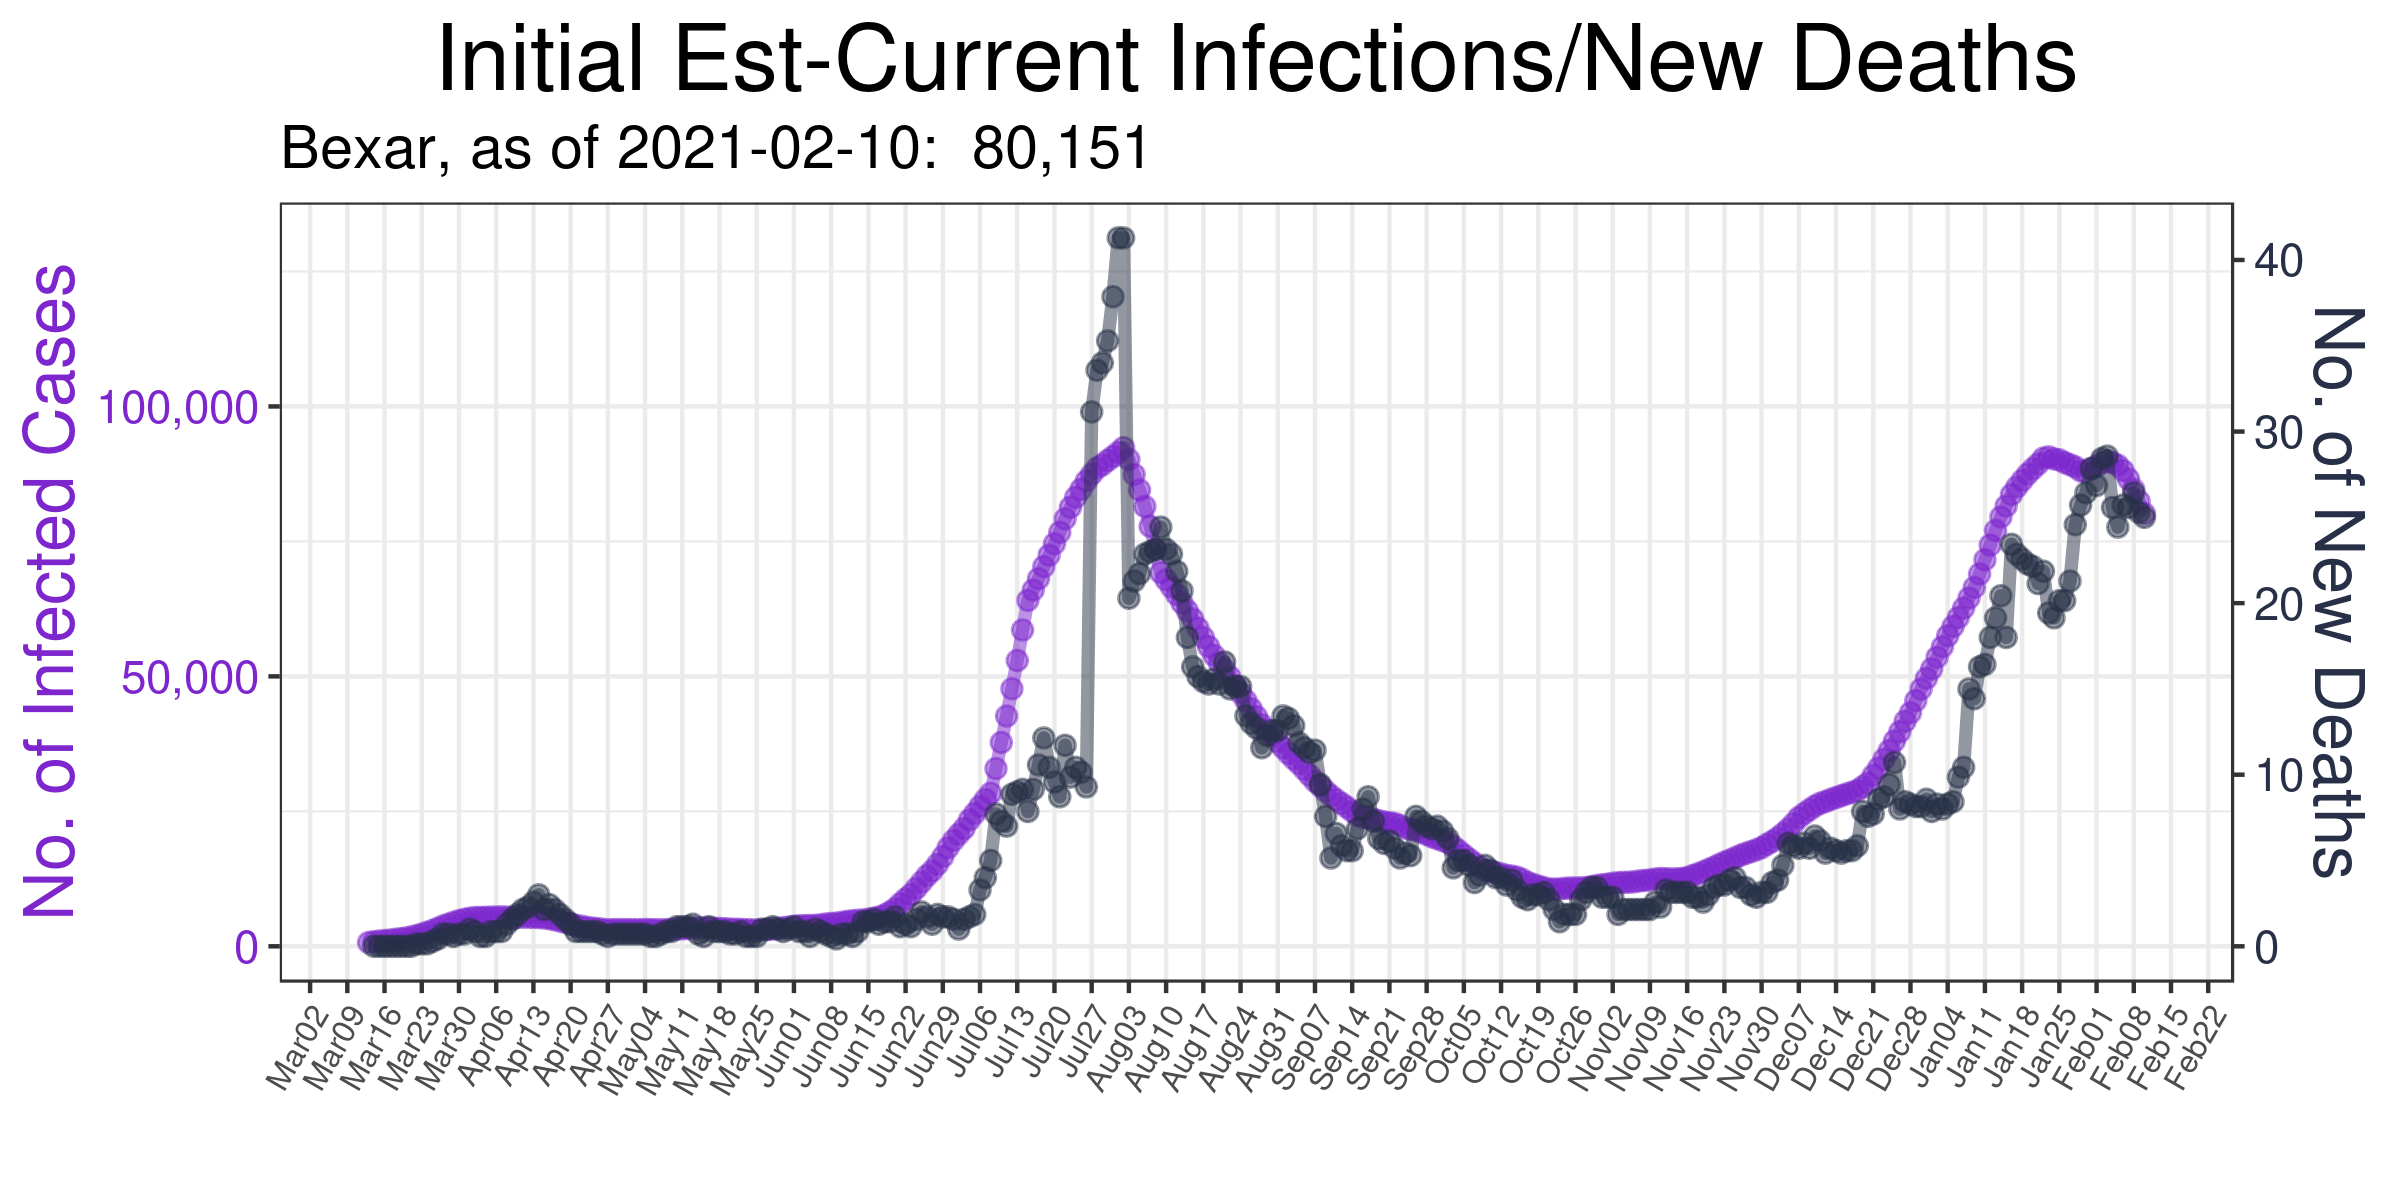 Initial Est-Current Infections/New Deaths
Bexar, as of 2021-02-10:  80,151
No. of Infected Cases
100,000
50,000
0
40
30
20
10
0
No. of New Deaths
Mar02
Mar09
Mar16
Mar23
Mar30
Apr06
Apr13
Apr20
Apr27
May04
May11
May18
May25
Jun01
Jun08
Jun15
Jun22
Jun29
Jul06
Jul13
Jul20
Jul27
Aug03
Aug10
Aug17
Aug24
Aug31
Sep07
Sep14
Sep21
Sep28
Oct05
Oct12
Oct19
Oct26
Nov02
Nov09
Nov16
Nov23
Nov30
Dec07
Dec14
Dec21
Dec28
Dec04
Jan11
Jan18
Jan25
Feb01
Feb08
Feb15
Feb22